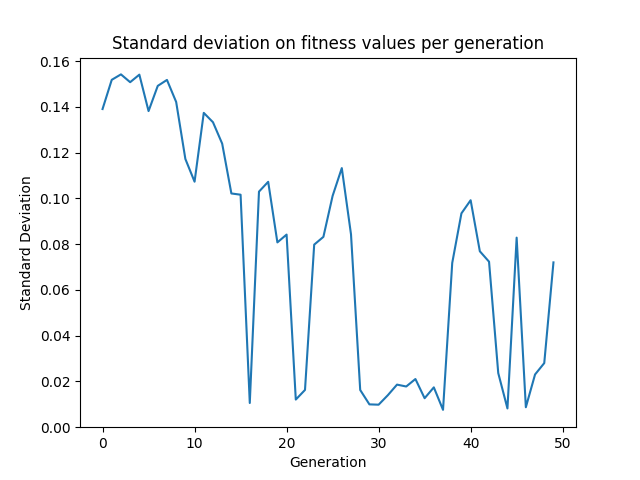 Standard deviation on fitness values per generation
0.16
0.14
0.12
0.10
0.08
0.06
0.04
0.02
0.00
Standard Deviation
0 10 20 30 40 50
Generation